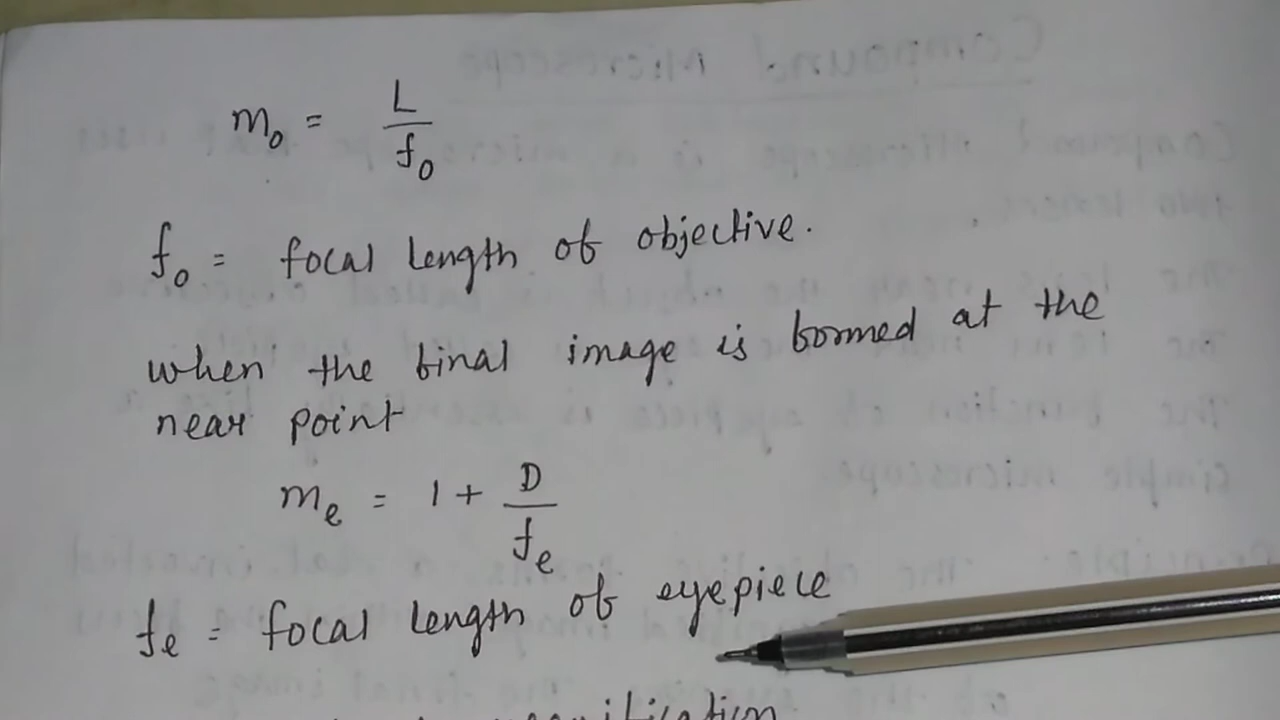 m₀ = L/f₀
f₀ = focal length of objective.
when the final image is formed at the
near point
mₑ = 1 + D/fₑ
fₑ = focal length of eyepiece